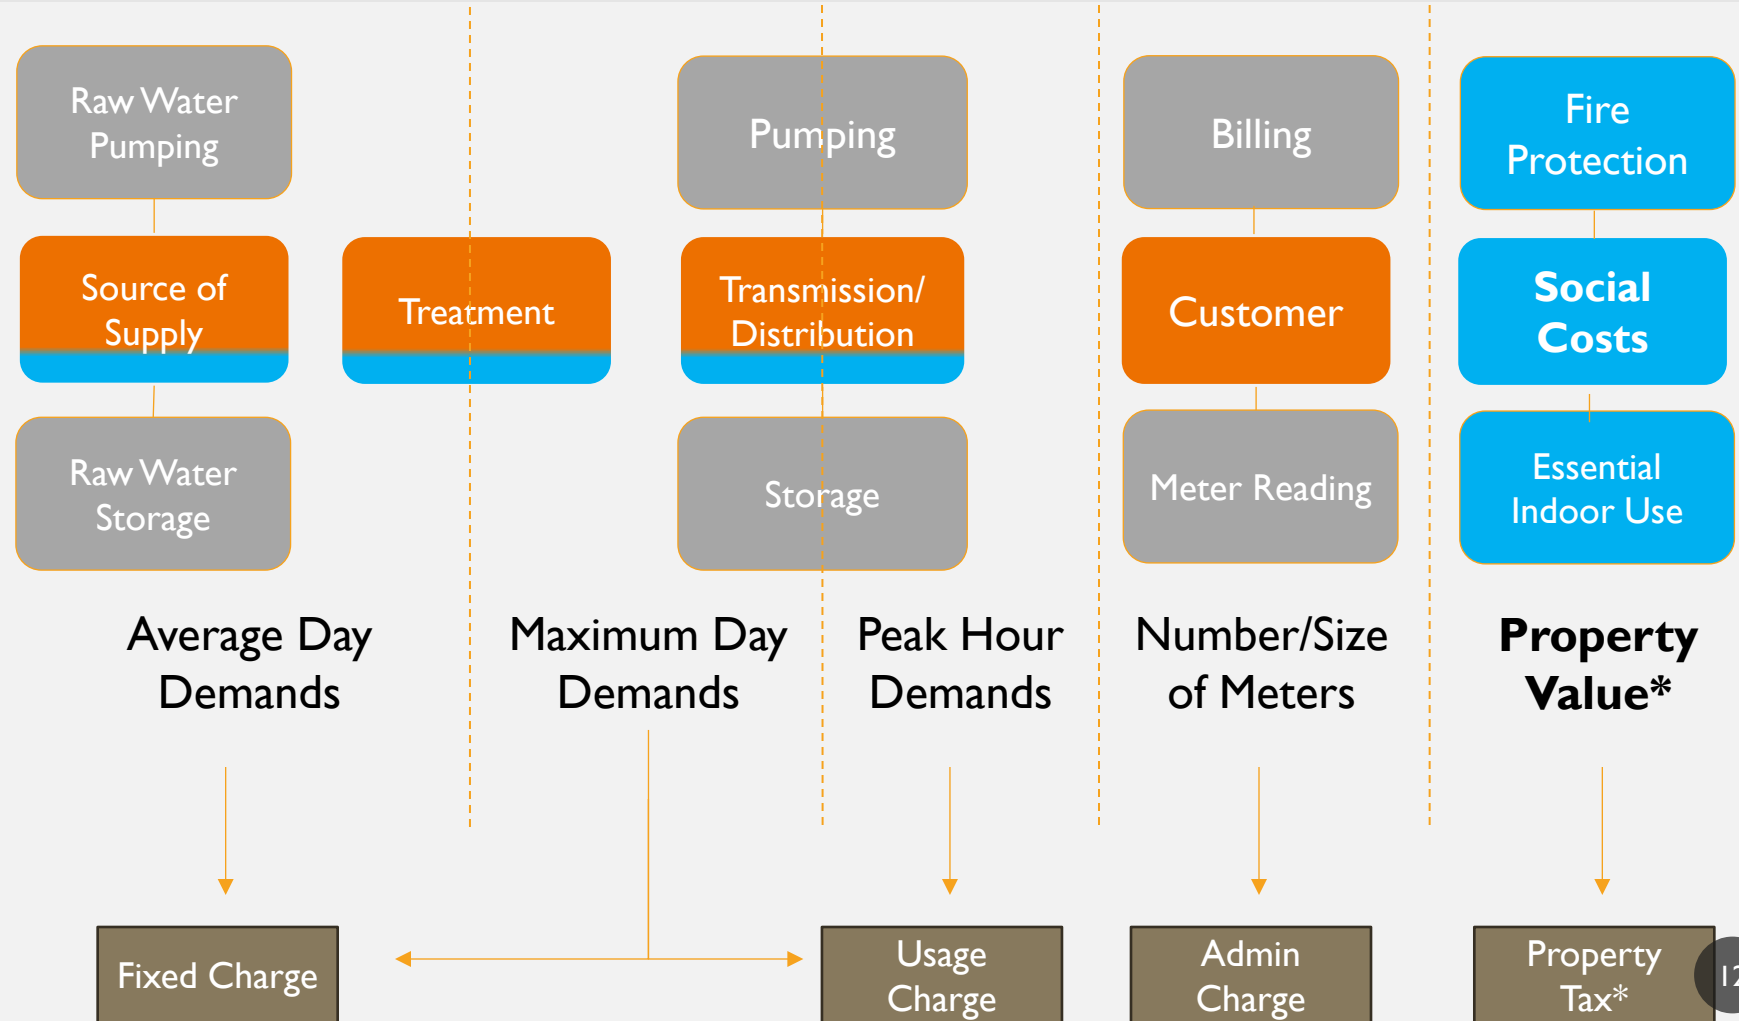 Raw Water
Pumping
Pumping
Billing
Fire
Protection
Source of
Supply
Treatment
Transmission/
Distribution
Customer
Social
Costs
Raw Water
Storage
Storage
Meter Reading
Essential
Indoor Use
Average Day
Demands
Maximum Day
Demands
Peak Hour
Demands
Number/Size
of Meters
Property
Value*
Fixed Charge
Usage
Charge
Admin
Charge
Property
Tax*
12